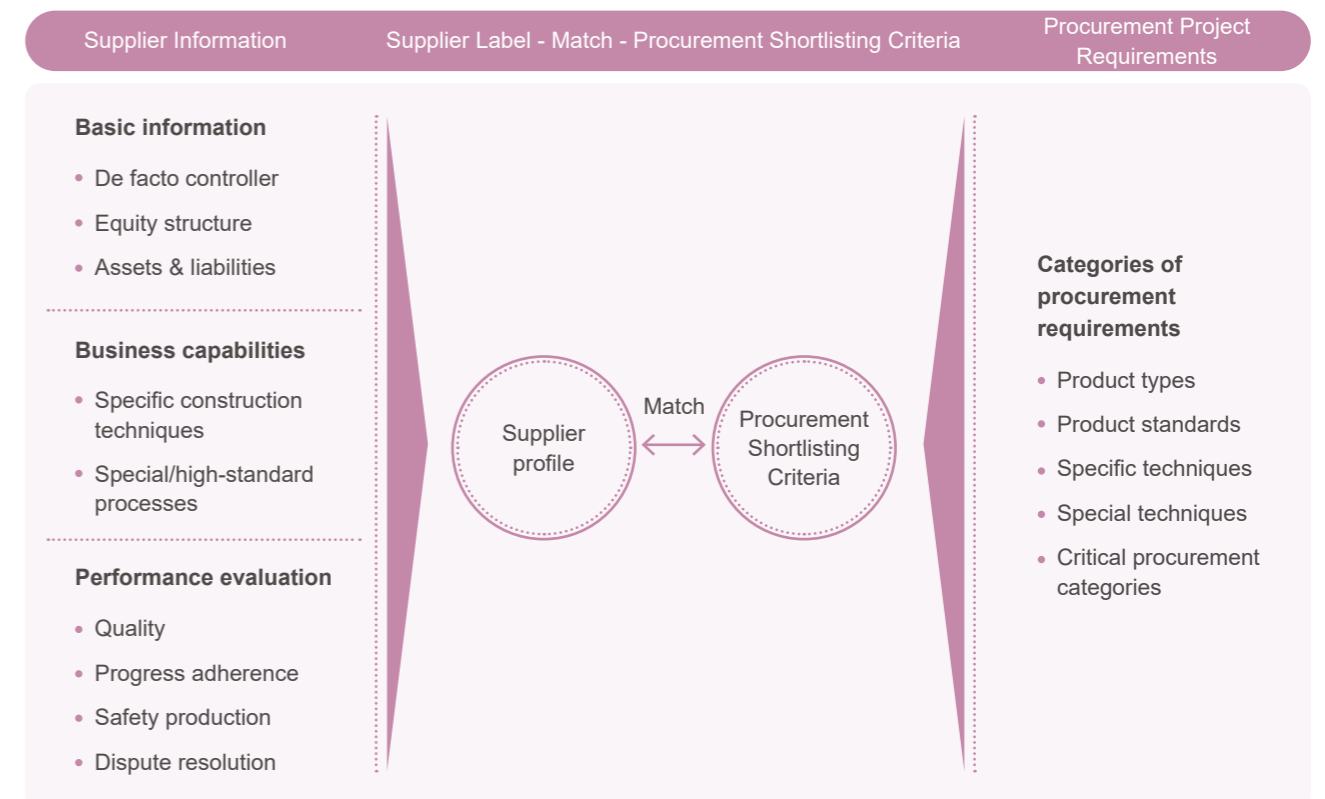 Supplier Information
Supplier Label - Match - Procurement Shortlisting Criteria
Procurement Project
Requirements
Basic information
• De facto controller
• Equity structure
• Assets & liabilities
Business capabilities
• Specific construction
techniques
• Special/high-standard
processes
Performance evaluation
• Quality
• Progress adherence
• Safety production
• Dispute resolution
Supplier
profile
Match
Procurement
Shortlisting
Criteria
Categories of
procurement
requirements
• Product types
• Product standards
• Specific techniques
• Special techniques
• Critical procurement
categories